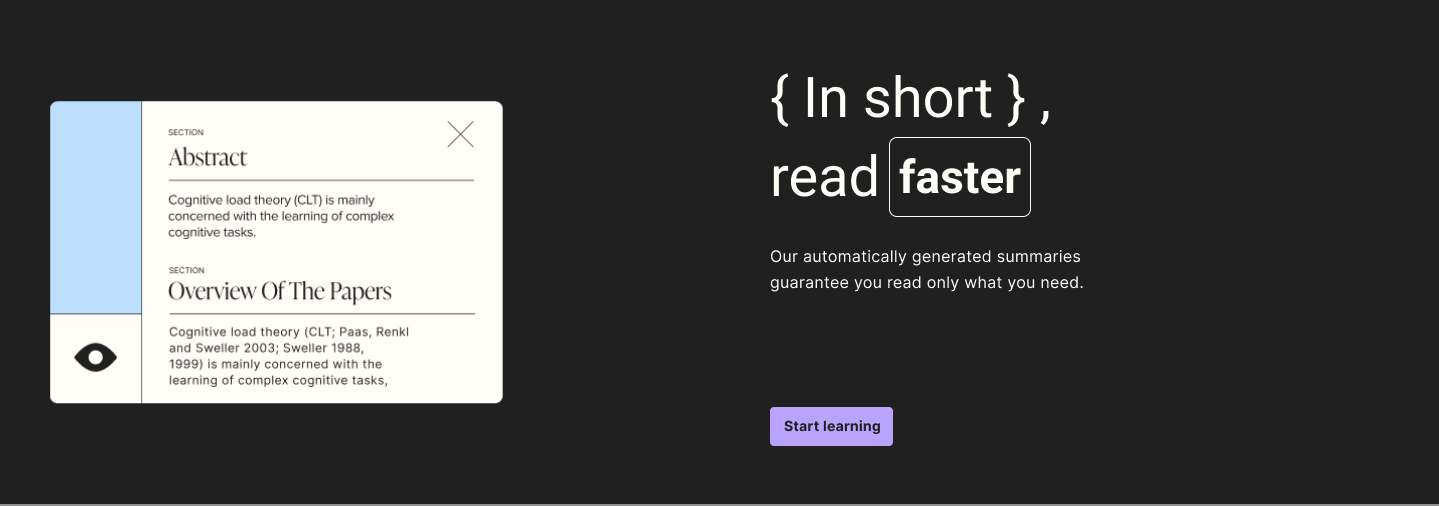 SECTION
Abstract
Cognitive load theory (CLT) is mainly
concerned with the learning of complex
cognitive tasks.
SECTION
Overview Of The Papers
Cognitive load theory (CLT; Paas, Renkl
and Sweller 2003; Sweller 1988,
1999) is mainly concerned with the
learning of complex cognitive tasks,
{ In short } ,
read faster
Our automatically generated summaries
guarantee you read only what you need.
Start learning